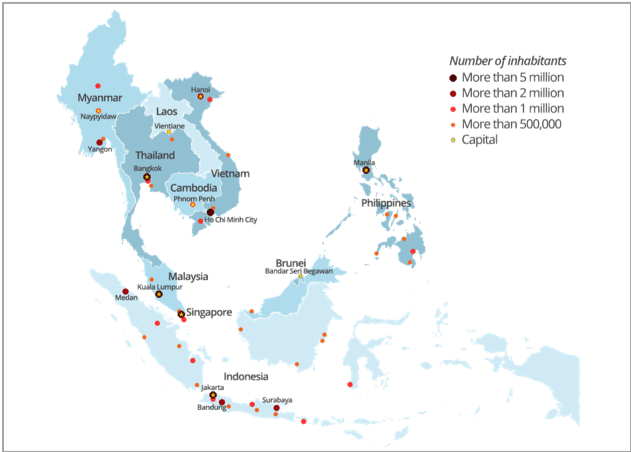 Number of inhabitants
More than 5 million
More than 2 million
More than 1 million
More than 500,000
Capital
Hanoi
Myanmar
Naypyidaw
Laos
Vientiane
Yangon
Thailand
Bangkok
Vietnam
Cambodia
Phnom Penh
Ho Chi Minh City
Manila
Philippines
Brunei
Bandar Seri Begawan
Malaysia
Kuala Lumpur
Medan
Singapore
Indonesia
Jakarta
Bandung
Surabaya